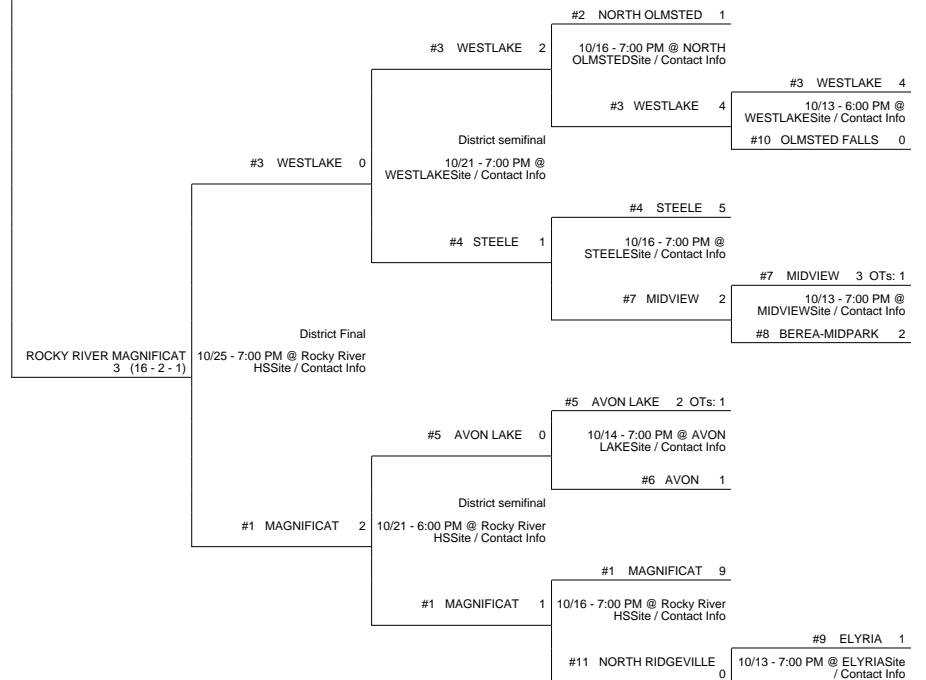 #2 NORTH OLMSTED 1
#3 WESTLAKE 2
10/16 - 7:00 PM @ NORTH
OLMSTEDSite / Contact Info
#3 WESTLAKE 4
#3 WESTLAKE 4
10/13 - 6:00 PM @
WESTLAKESite / Contact Info
#10 OLMSTED FALLS 0
District semifinal
10/21 - 7:00 PM @
WESTLAKESite / Contact Info
#3 WESTLAKE 0
#4 STEELE 5
#4 STEELE 1
10/16 - 7:00 PM @
STEELESite / Contact Info
#7 MIDVIEW 3 OTs: 1
#7 MIDVIEW 2
10/13 - 7:00 PM @
MIDVIEWSite / Contact Info
#8 BEREA-MIDPARK 2
District Final
10/25 - 7:00 PM @ Rocky River
HSSite / Contact Info
ROCKY RIVER MAGNIFICAT
3 (16 - 2 - 1)
#5 AVON LAKE 2 OTs: 1
#5 AVON LAKE 0
10/14 - 7:00 PM @ AVON
LAKESite / Contact Info
#6 AVON 1
District semifinal
#1 MAGNIFICAT 2
10/21 - 6:00 PM @ Rocky River
HSSite / Contact Info
#1 MAGNIFICAT 9
#1 MAGNIFICAT 1
10/16 - 7:00 PM @ Rocky River
HSSite / Contact Info
#9 ELYRIA 1
#11 NORTH RIDGEVILLE
0
10/13 - 7:00 PM @ ELYRIASite
/ Contact Info